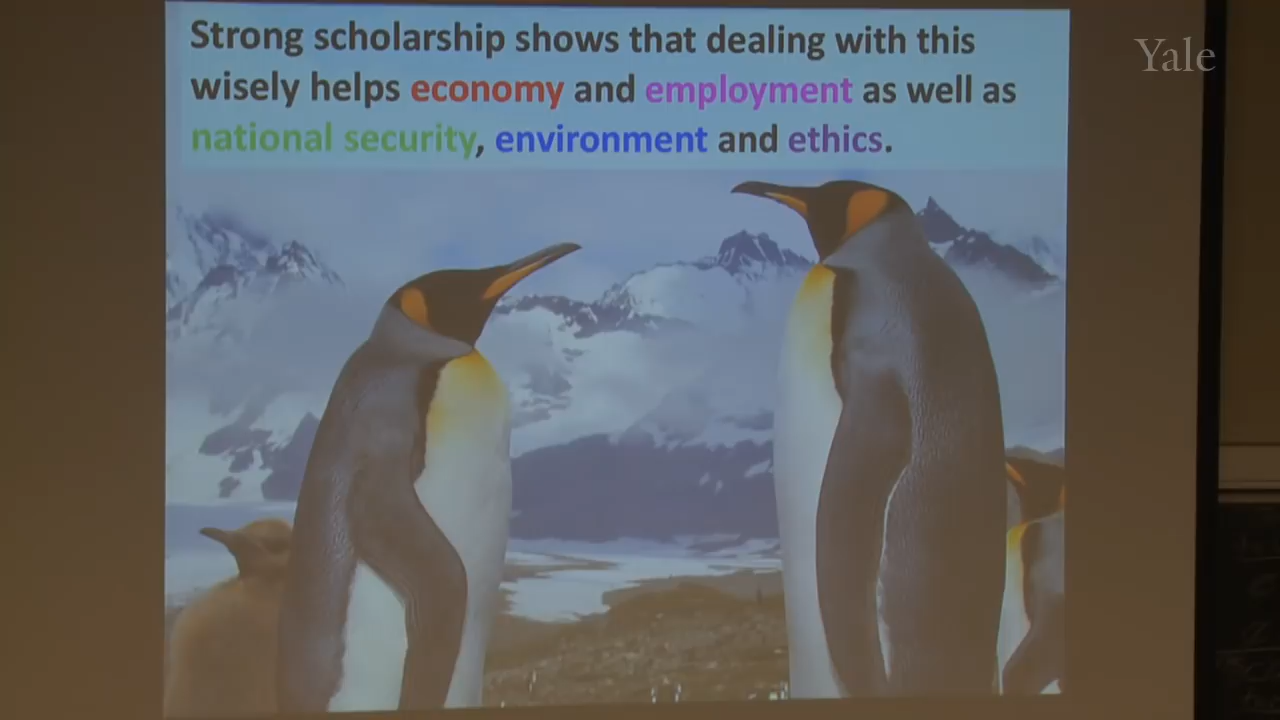 Strong scholarship shows that dealing with this
wisely helps economy and employment as well as
national security, environment and ethics.
Yale